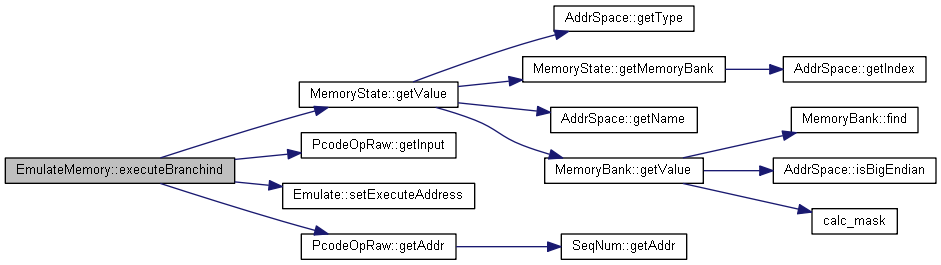 AddrSpace::getType
MemoryState::getMemoryBank
AddrSpace::getIndex
MemoryState::getValue
AddrSpace::getName
MemoryBank::find
PcodeOpRaw::getInput
EmulateMemory::executeBranchind
MemoryBank::getValue
AddrSpace::isBigEndian
Emulate::setExecuteAddress
calc_mask
PcodeOpRaw::getAddr
SeqNum::getAddr